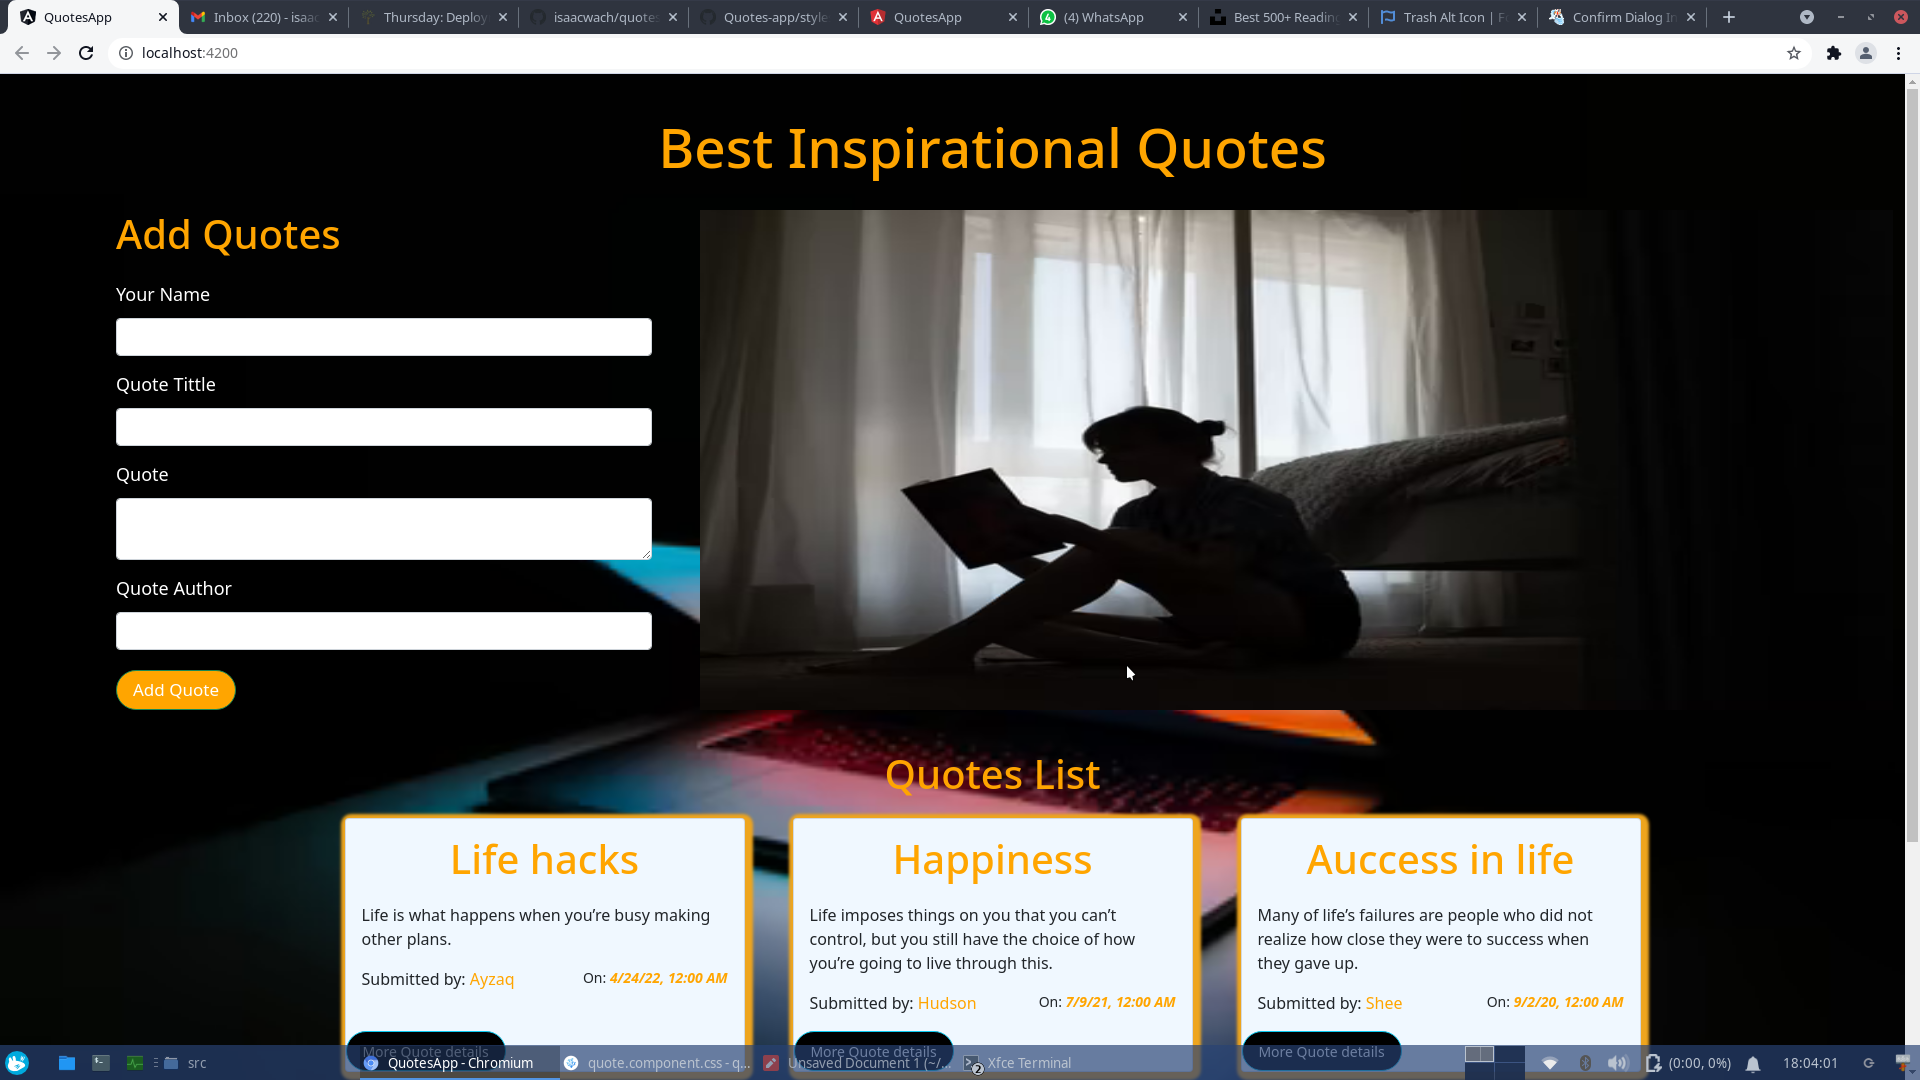 QuotesApp
Inbox (220) - isaac
Thursday: Deploy
isaacwach/quotes
Quotes-app/style
QuotesApp
(4) WhatsApp
Best 500+ Reading
Trash Alt Icon | Fo
Confirm Dialog In
localhost:4200
Best Inspirational Quotes
Add Quotes
Your Name
Quote Tittle
Quote
Quote Author
Add Quote
Quotes List
Life hacks
Life is what happens when you’re busy making
other plans.
Submitted by: Ayzaq
On: 4/24/22, 12:00 AM
More Quote details
Happiness
Life imposes things on you that you can’t
control, but you still have the choice of how
you’re going to live through this.
Submitted by: Hudson
On: 7/9/21, 12:00 AM
More Quote details
Auccess in life
Many of life’s failures are people who did not
realize how close they were to success when
they gave up.
Submitted by: Shee
On: 9/2/20, 12:00 AM
More Quote details
src
QuotesApp - Chromium
quote.component.css - q...
Unsaved Document 1 (~/...
2
Xfce Terminal
(0:00, 0%)
18:04:01